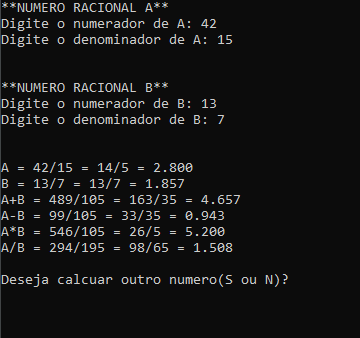 **NUMERO RACIONAL A**
Digite o numerador de A: 42
Digite o denominador de A: 15
**NUMERO RACIONAL B**
Digite o numerador de B: 13
Digite o denominador de B: 7
A = 42/15 = 14/5 = 2.800
B = 13/7 = 13/7 = 1.857
A+B = 489/105 = 163/35 = 4.657
A-B = 99/105 = 33/35 = 0.943
A*B = 546/105 = 26/5 = 5.200
A/B = 294/195 = 98/65 = 1.508
Deseja calcuar outro numero(S ou N)?